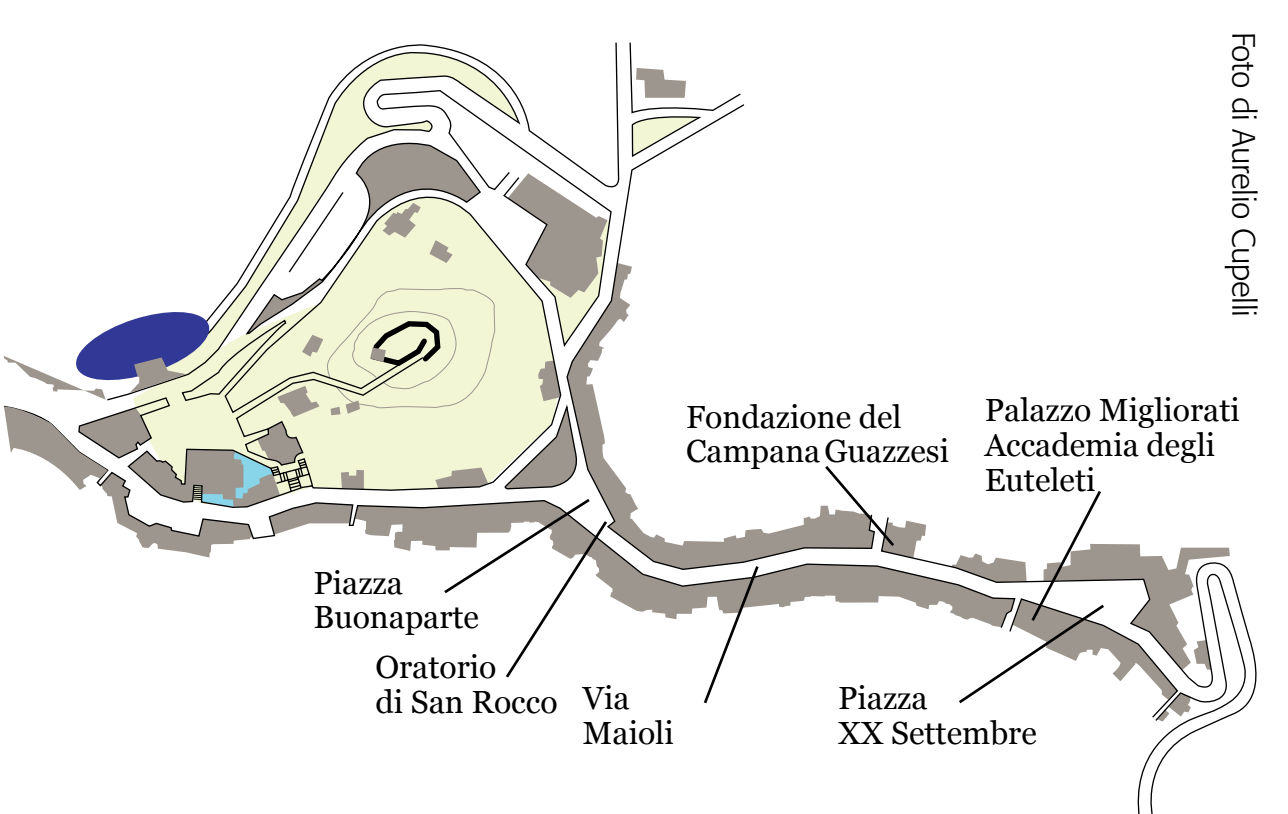 Foto di Aurelio Cupelli
Fondazione del
Campana Guazzesi
Palazzo Migliorati
Accademia degli
Euteleti
Piazza
Buonaparte
Oratorio
di San Rocco
Via
Maioli
Piazza
XX Settembre